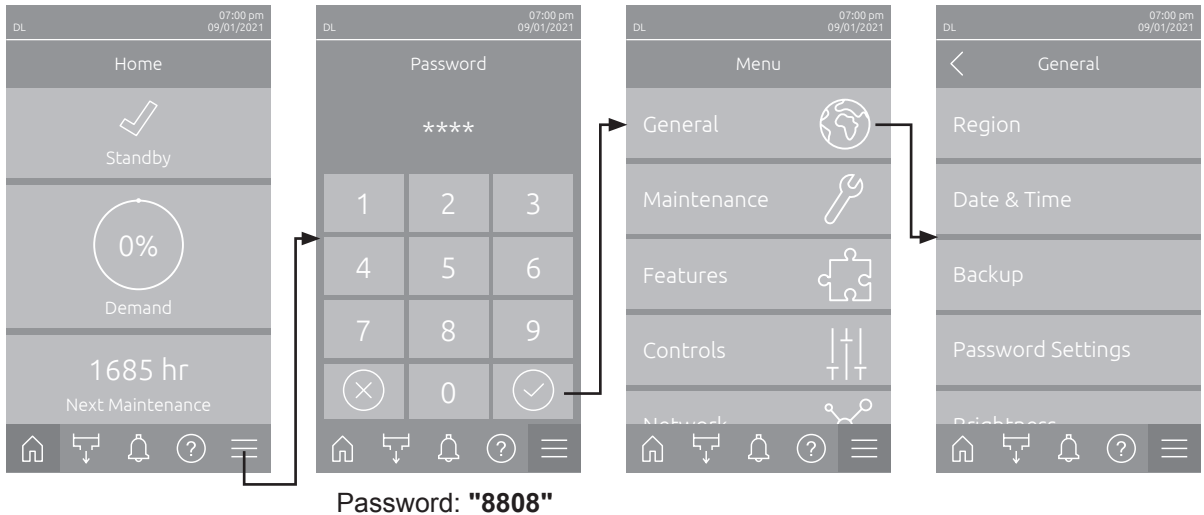 DL
07:00 pm
09/01/2021
Home
Standby
0%
Demand
1685 hr
Next Maintenance
?
DL
07:00 pm
09/01/2021
Password
****
1 2 3
4 5 6
7 8 9
0
?
Password: "8808"
DL
07:00 pm
09/01/2021
Menu
General
Maintenance
Features
Controls
Network
?
DL
07:00 pm
09/01/2021
General
Region
Date & Time
Backup
Password Settings
Brightness
?